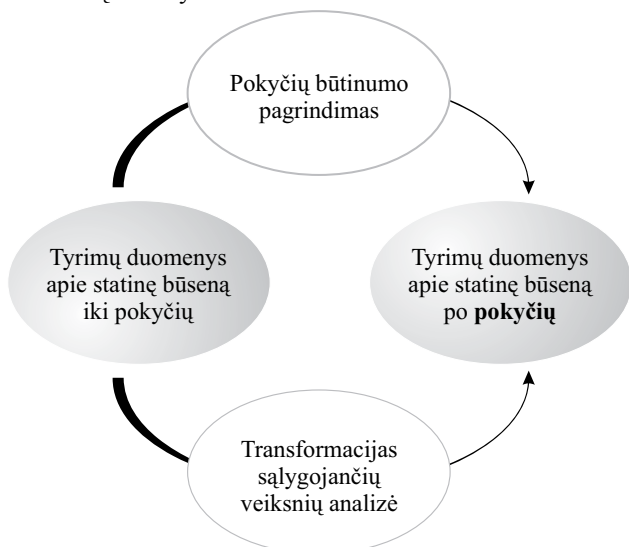 Pokyčių būtinumo
pagrindimas
Tyrimų duomenys
apie statinę būseną
iki pokyčių
Tyrimų duomenys
apie statinę būseną
po pokyčių
Transformacijas
sąlygojančių
veiksnių analizė